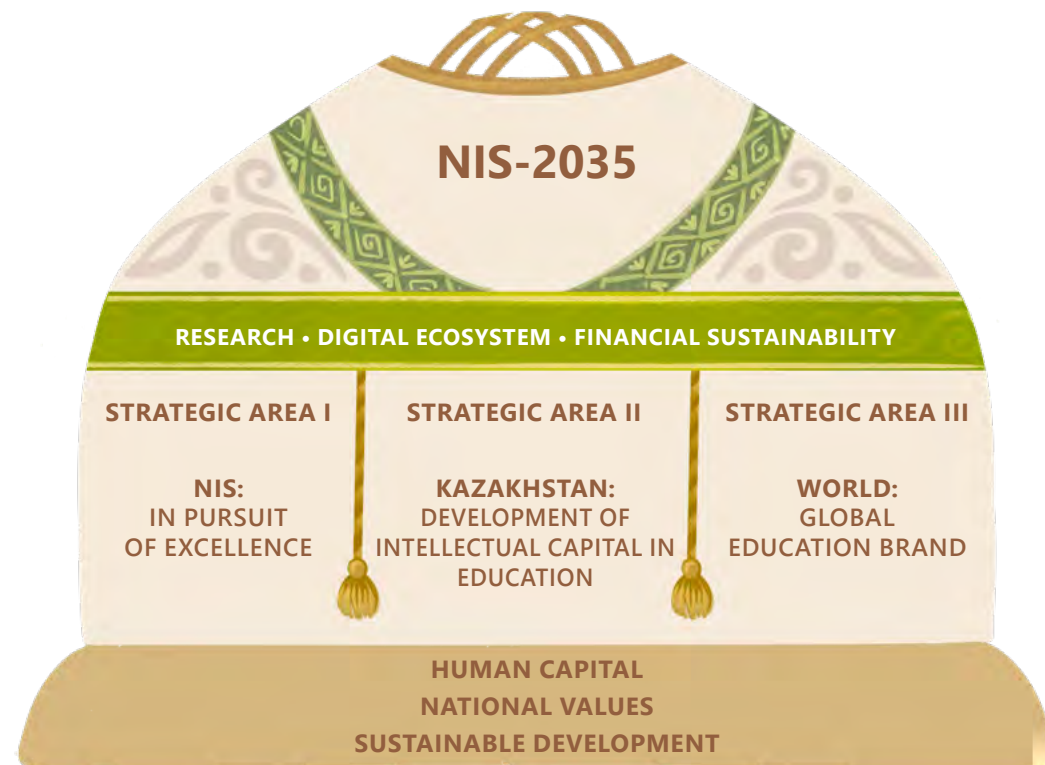 NIS-2035
RESEARCH • DIGITAL ECOSYSTEM • FINANCIAL SUSTAINABILITY
STRATEGIC AREA I
NIS:
IN PURSUIT
OF EXCELLENCE
STRATEGIC AREA II
KAZAKHSTAN:
DEVELOPMENT OF
INTELLECTUAL CAPITAL IN
EDUCATION
STRATEGIC AREA III
WORLD:
GLOBAL
EDUCATION BRAND
HUMAN CAPITAL
NATIONAL VALUES
SUSTAINABLE DEVELOPMENT